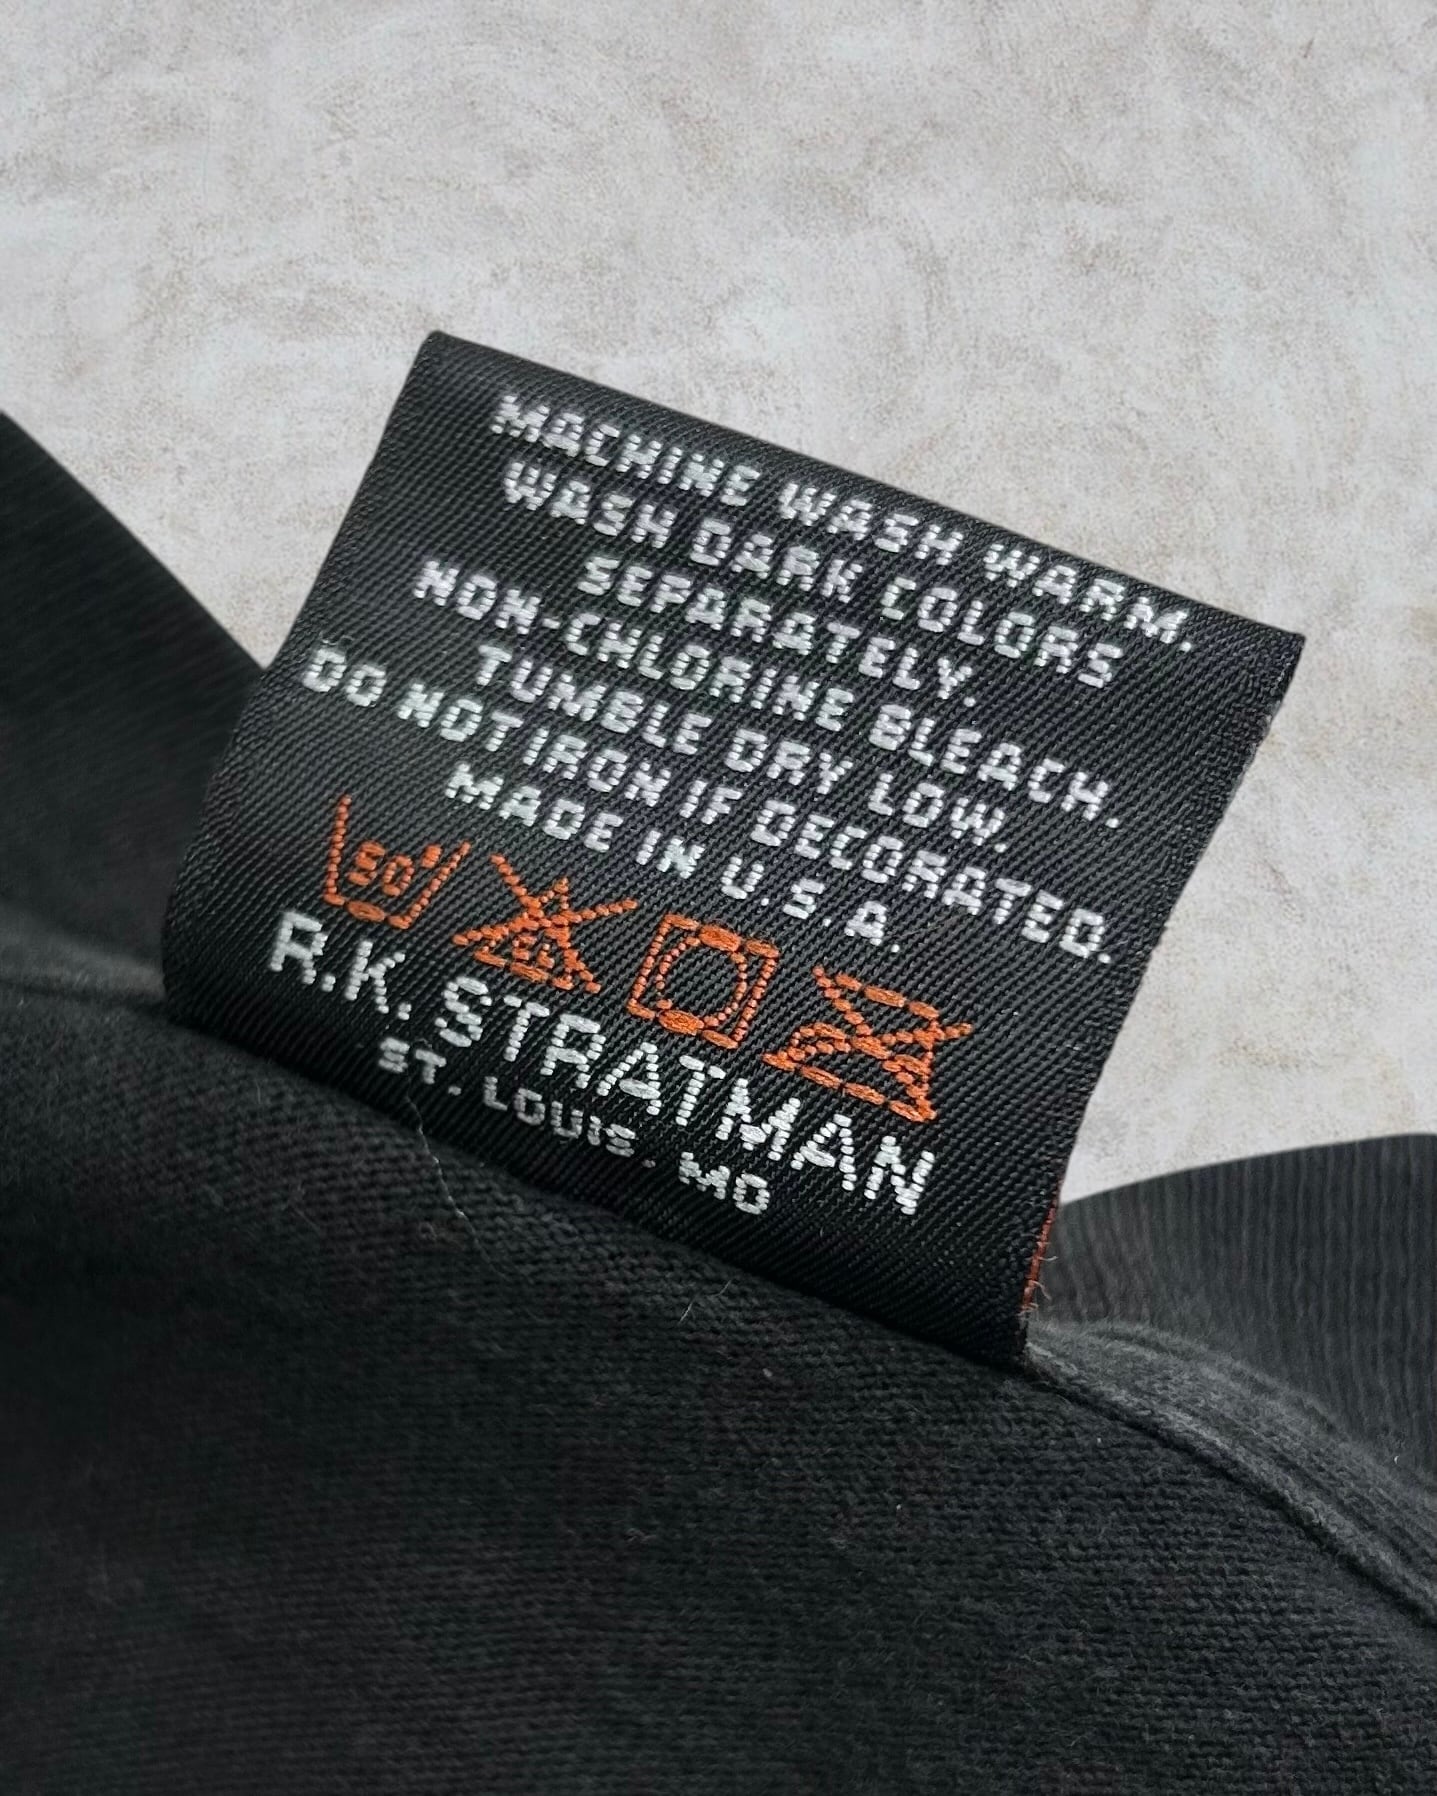 MACHINE WASH WARM.
WASH DARK COLORS
SEPARATELY.
NON-CHLORINE BLEACH.
TUMBLE DRY LOW.
DO NOT IRON IF DECORATED.
MADE IN U.S.A.
50°
R.K. STRATMAN
ST. LOUIS, MO